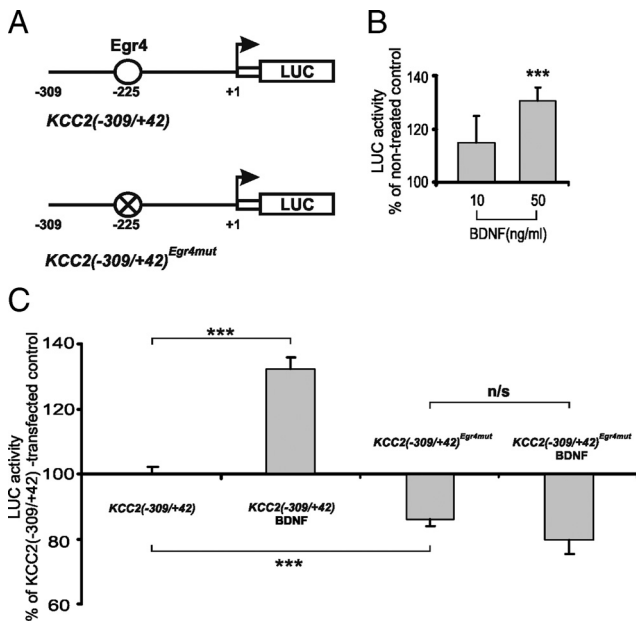 A
Egr4
LUC
-309
-225
+1
KCC2(-309/+42)
LUC
-309
-225
+1
KCC2(-309/+42)Egr4mut
B
LUC activity
% of non-treated control
140
120
100
***
10
50
BDNF(ng/ml)
C
LUC activity
% of KCC2(-309/+42) -transfected control
140
120
100
80
60
***
n/s
KCC2(-309/+42)Egr4mut
KCC2(-309/+42)Egr4mut
BDNF
KCC2(-309/+42)
KCC2(-309/+42)
BDNF
***